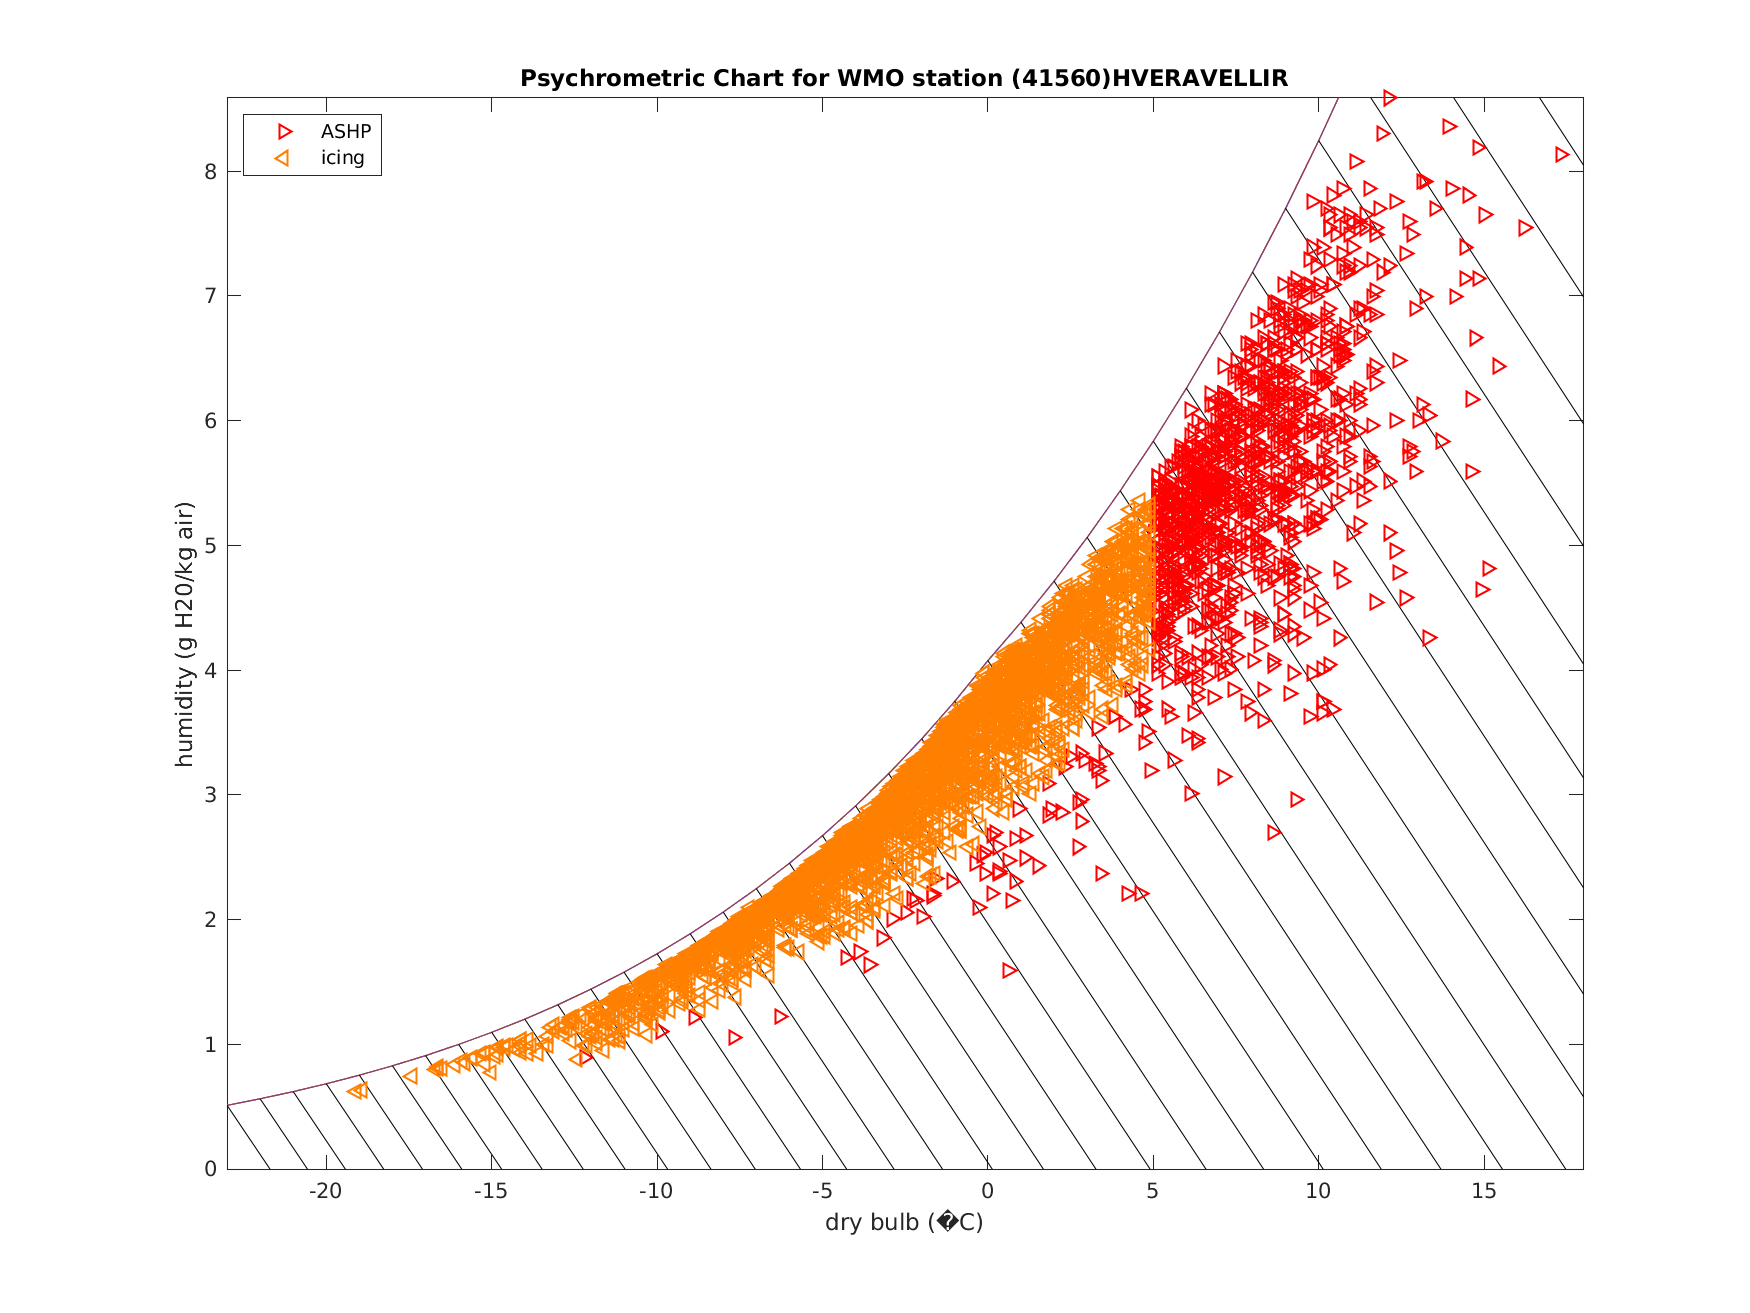 Psychrometric Chart for WMO station (41560)HVERAVELLIR
ASHP
icing
8
7
6
5
4
3
2
1
0
humidity (g H20/kg air)
-20 -15 -10 -5 0 5 10 15
dry bulb (�C)